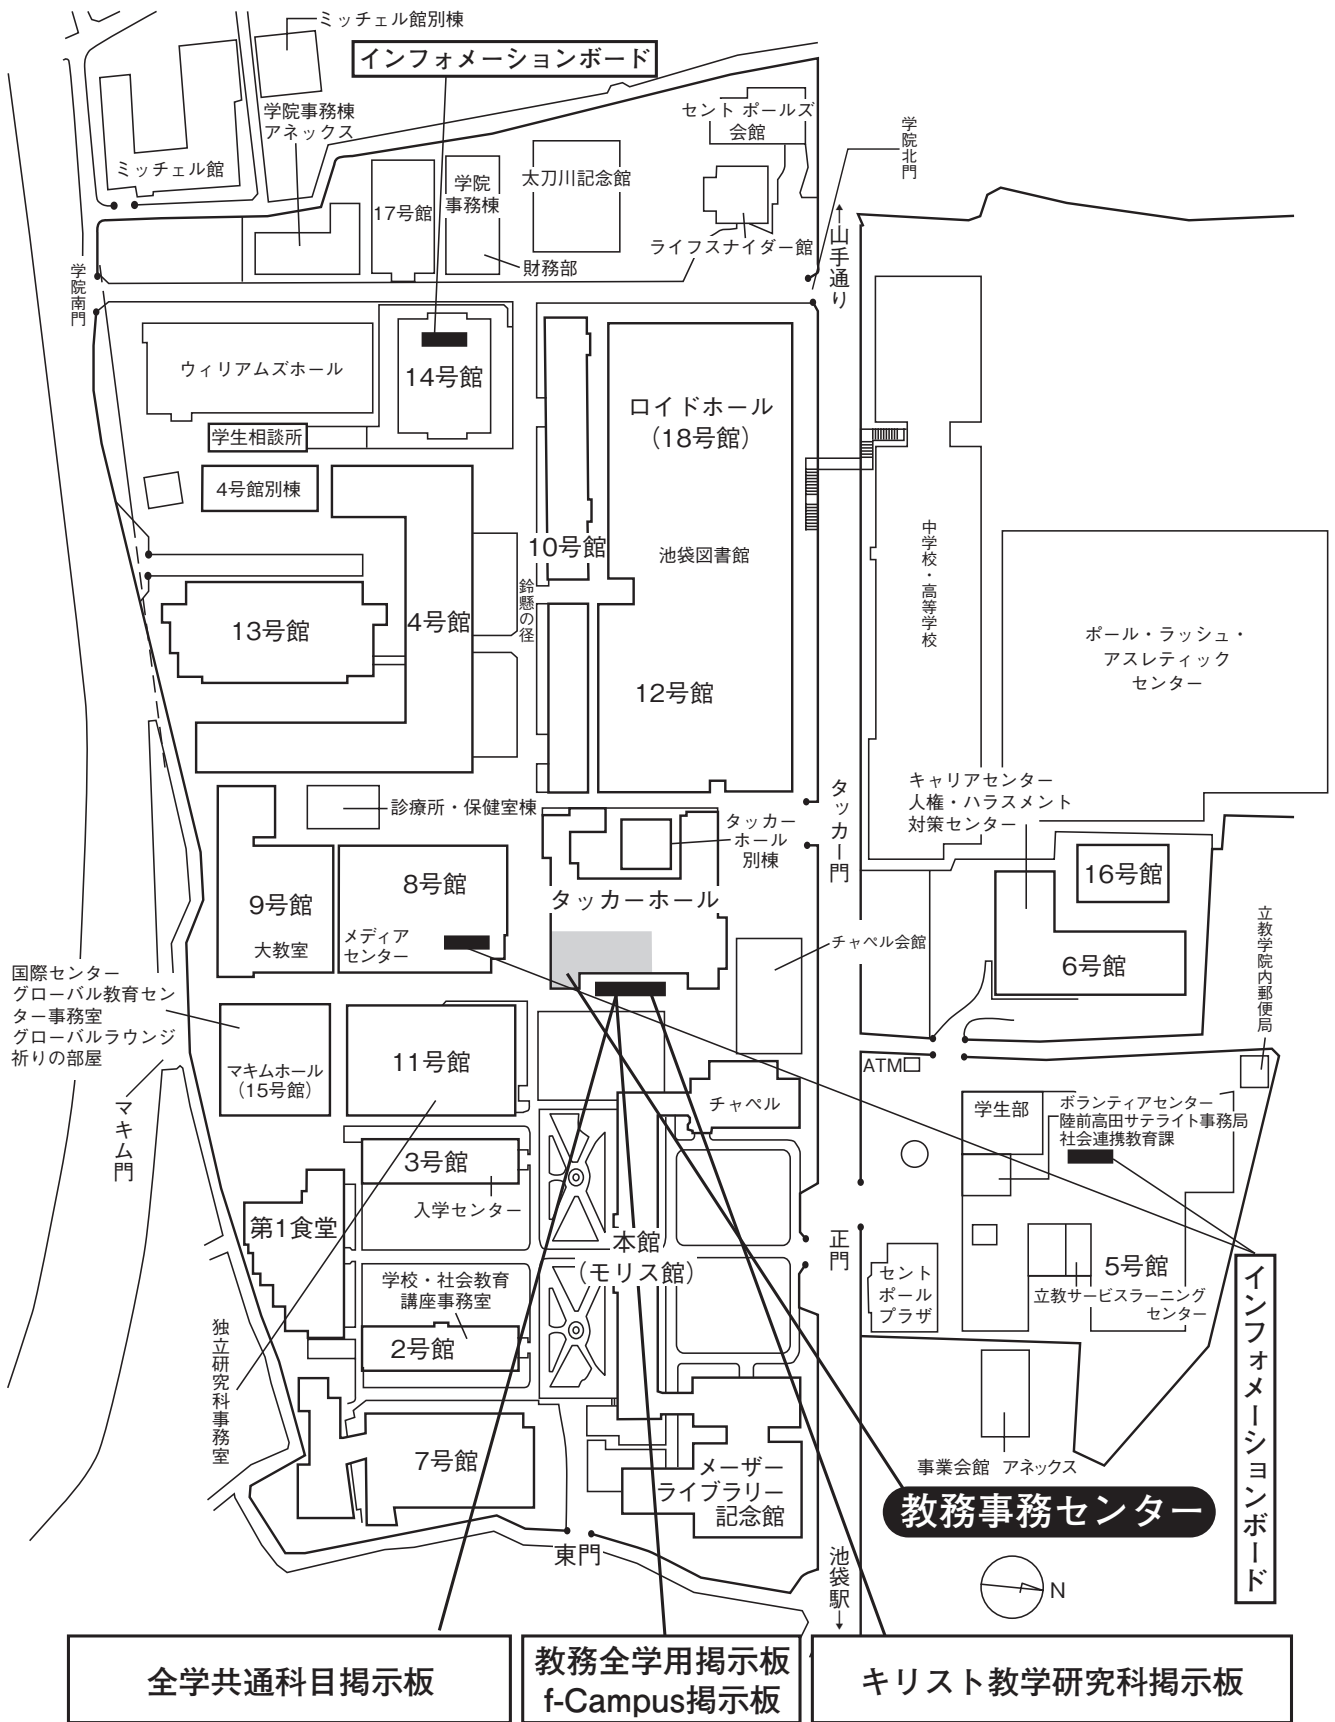 ミッチェル館別棟
インフォメーションボード
学院事務棟
アネックス
ミッチェル館
セント ポールズ
会館
学院北門
17号館
学院
事務棟
太刀川記念館
ライフスナイダー館
財務部
↑山手通り
学院南門
ウィリアムズホール
14号館
学生相談所
4号館別棟
ロイドホール
(18号館)
10号館
池袋図書館
中学校・高等学校
鈴懸の径
13号館
4号館
12号館
ポール・ラッシュ・
アスレティック
センター
診療所・保健室棟
タッカー
ホール
別棟
タッカー門
キャリアセンター
人権・ハラスメント
対策センター
9号館
大教室
8号館
メディア
センター
タッカーホール
チャペル会館
16号館
6号館
立教学院内郵便局
国際センター
グローバル教育セン
ター事務室
グローバルラウンジ
祈りの部屋
マキムホール
(15号館)
11号館
チャペル
ATM
学生部
ボランティアセンター
陸前高田サテライト事務局
社会連携教育課
マキム門
3号館
入学センター
第1食堂
本館
(モリス館)
正門
セント
ポール
プラザ
5号館
立教サービスラーニング
センター
インフォメーションボード
学校・社会教育
講座事務室
2号館
独立研究科事務室
7号館
メーザー
ライブラリー
記念館
事業会館 アネックス
教務事務センター
東門
池袋駅↓
N
全学共通科目掲示板
教務全学用掲示板
f-Campus掲示板
キリスト教学研究科掲示板